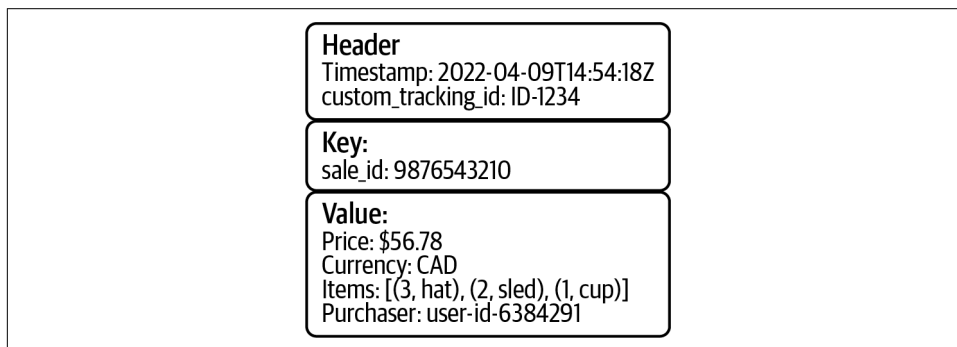 Header
Timestamp: 2022-04-09T14:54:18Z
custom_tracking_id: ID-1234
Key:
sale_id: 9876543210
Value:
Price: $56.78
Currency: CAD
Items: [(3, hat), (2, sled), (1, cup)]
Purchaser: user-id-6384291